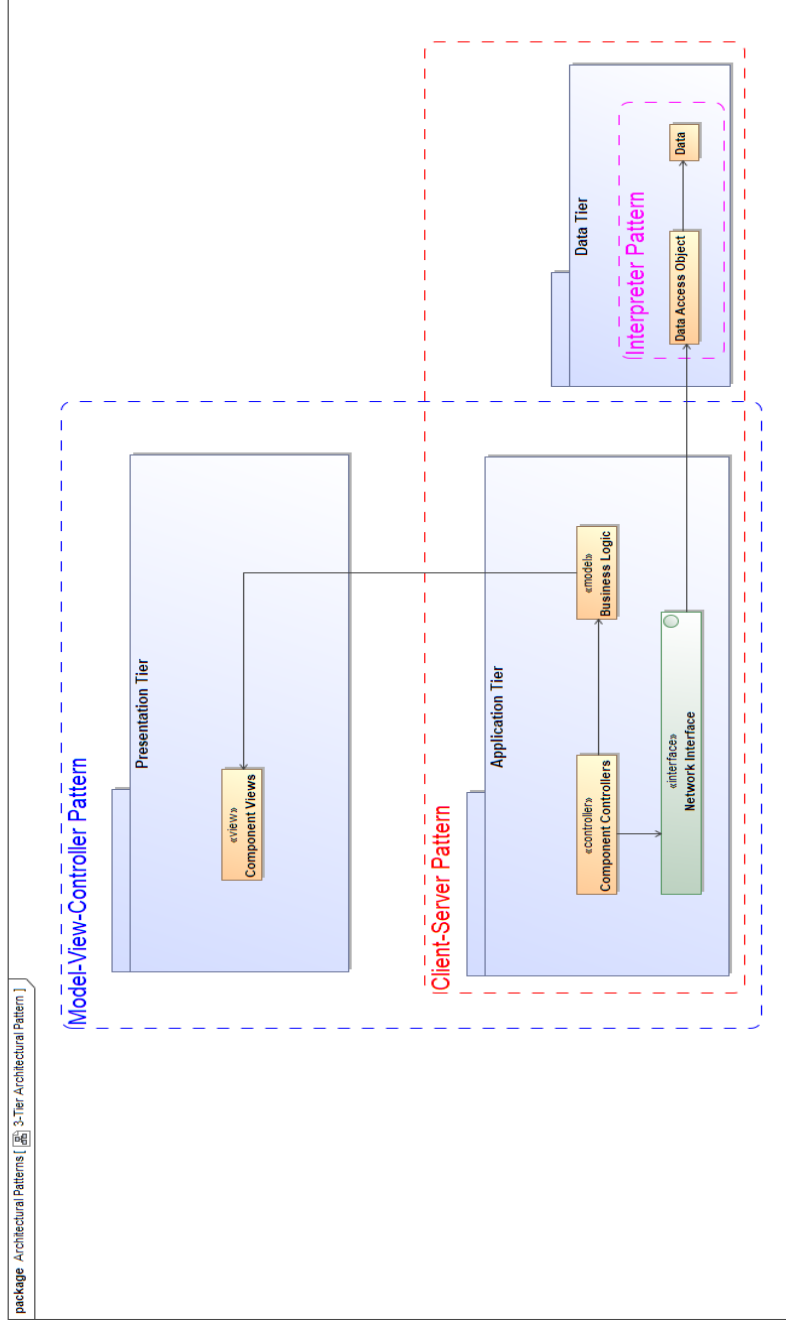 package Architectural Patterns [ 3-Tier Architectural Pattern ]
Model-View-Controller Pattern
Presentation Tier
«view»
Component Views
Client-Server Pattern
Application Tier
«controller»
Component Controllers
«model»
Business Logic
«interface»
Network Interface
Data Tier
Interpreter Pattern
Data Access Object
Data